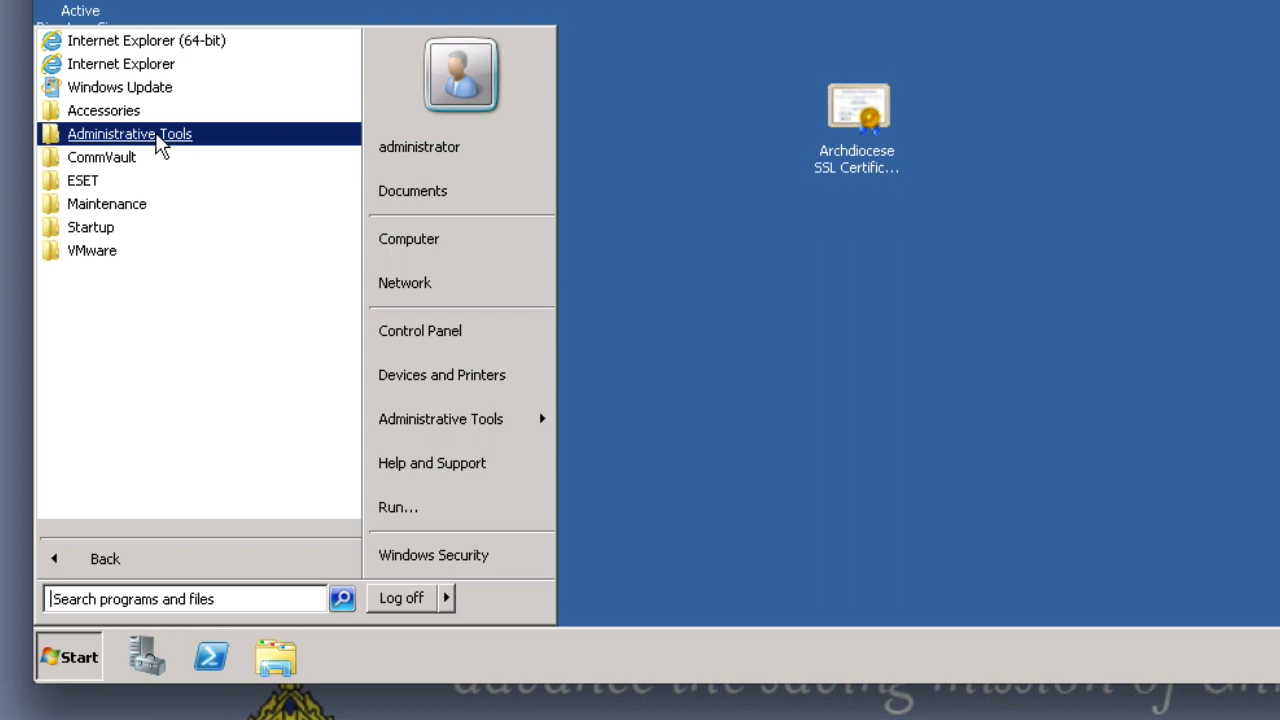 Active
Internet Explorer (64-bit)
Internet Explorer
Windows Update
Accessories
Administrative Tools
CommVault
ESET
Maintenance
Startup
VMware
Back
Search programs and files
administrator
Documents
Computer
Network
Control Panel
Devices and Printers
Administrative Tools
Help and Support
Run...
Windows Security
Log off
Archdiocese
SSL Certific...
Start
advance the saving mission of